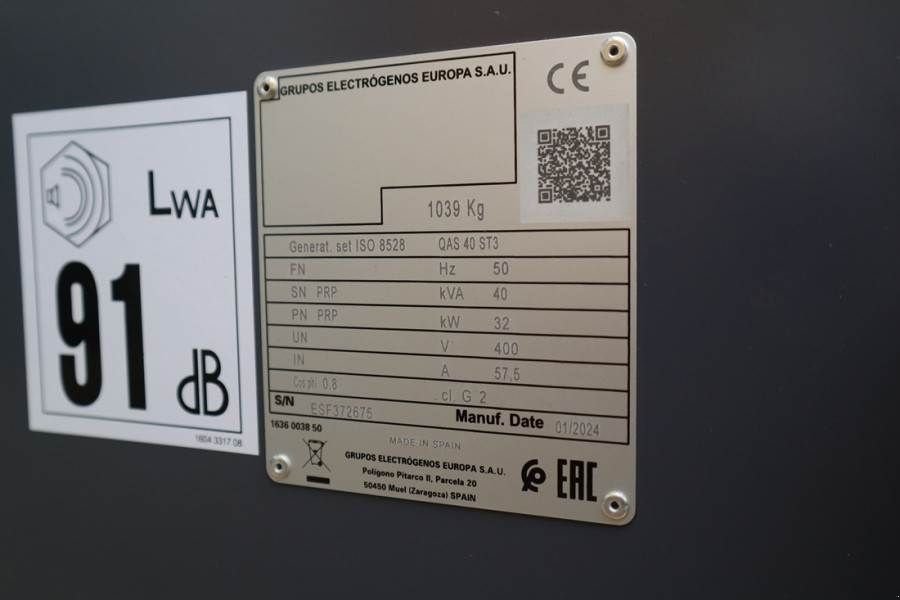 LWA
91
dB
1604 3317 08
GRUPOS ELECTRÓGENOS EUROPA S.A.U.
CE
1039 Kg
Generat. set ISO 8528 QAS 40 ST3
FN Hz 50
SN PRP kVA 40
PN PRP kW 32
UN V 400
IN A 57,5
Cos phi 0,8 cl. G 2
S/N ESF372675 Manuf. Date 01/2024
1636 0038 50
MADE IN SPAIN
GRUPOS ELECTRÓGENOS EUROPA S.A.U.
Polígono Pitarco II, Parcela 20
50450 Muel (Zaragoza) SPAIN
EAC